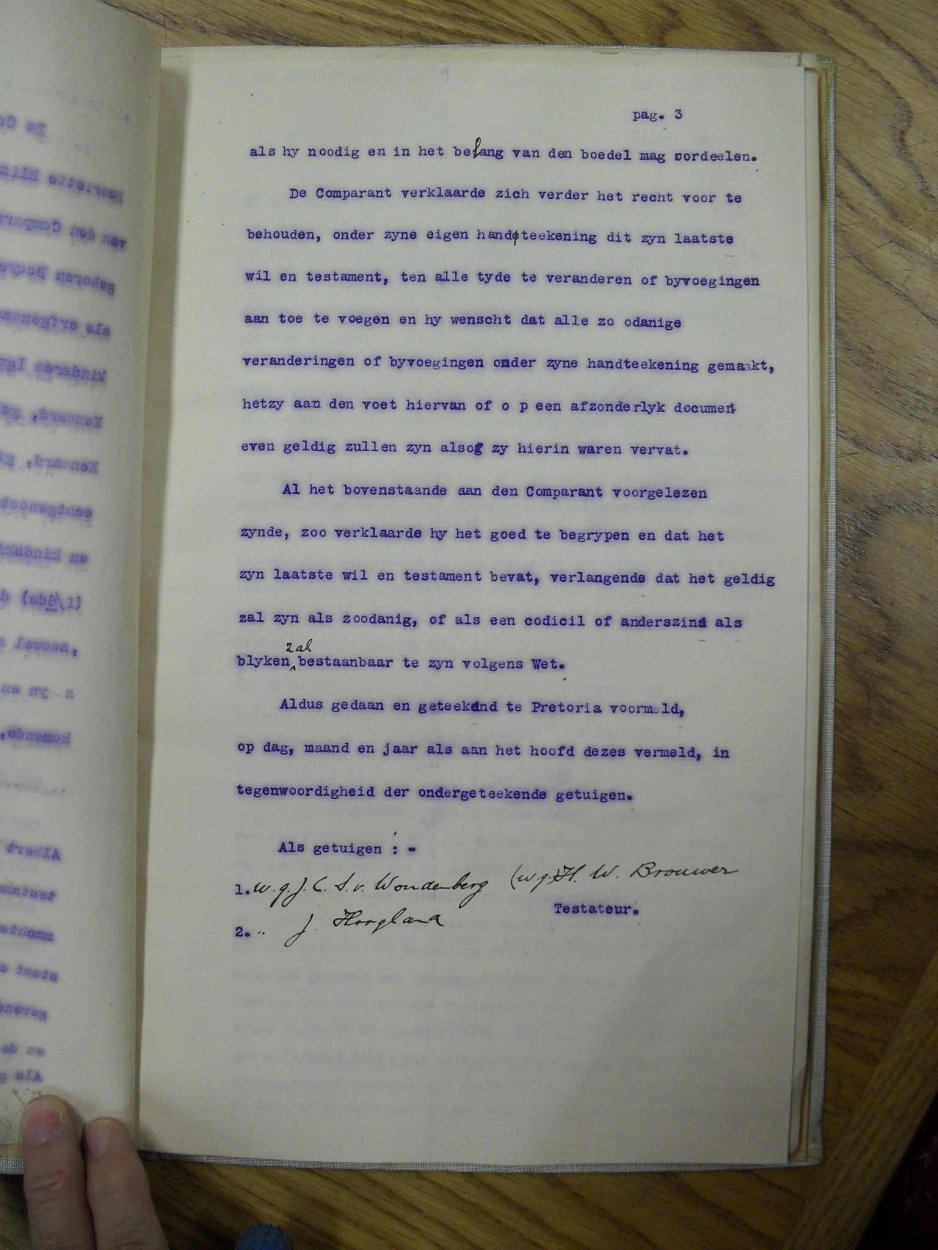 pag. 3
als hy noodig en in het belang van den boedel mag oordeelen.
De Comparant verklaarde zich verder het recht voor te
behouden, onder zyne eigen handteekening dit zyn laatste
wil en testament, ten alle tyde te veranderen of byvoegingen
aan toe te voegen en hy wenscht dat alle zo odanige
veranderingen of byvoegingen onder zyne handteekening gemaakt,
hetzy aan den voet hiervan of o p een afzonderlyk document
even geldig zullen zyn alsof zy hierin waren vervat.
Al het bovenstaande aan den Comparant voorgelezen
zynde, zoo verklaarde hy het goed te begrypen en dat het
zyn laatste wil en testament bevat, verlangende dat het geldig
zal zyn als zoodanig, of als een codicil of anderszins als
blyken zal bestaanbaar te zyn volgens Wet.
Aldus gedaan en geteekend te Pretoria voormeld,
op dag, maand en jaar als aan het hoofd dezes vermeld, in
tegenwoordigheid der ondergeteekende getuigen.
Als getuigen : -
1. w.g. J. C. S. v. Woudenberg (w.g. H. W. Brouwer
Testateur.
2. .. J. Hoogland